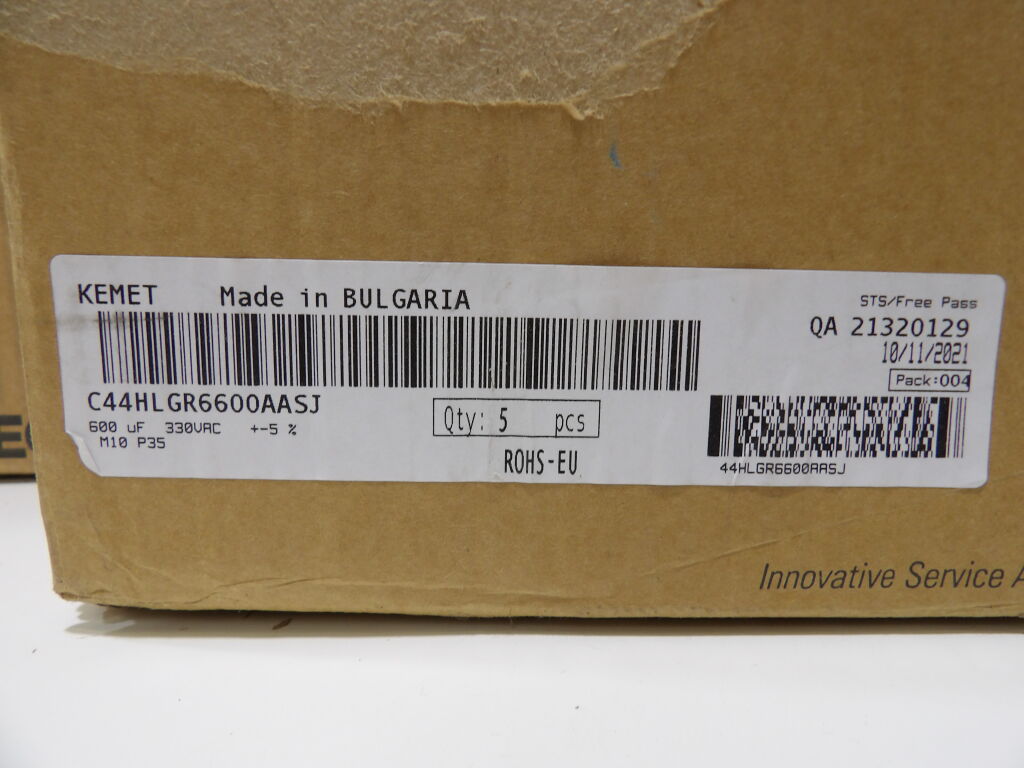 KEMET Made in BULGARIA
STS/Free Pass
QA 21320129
10/11/2021
Pack:004
C44HLGR6600AASJ
600 uF 330VAC +-5 %
M10 P35
Qty: 5 pcs
ROHS-EU
44HLGR6600AASJ
Innovative Service